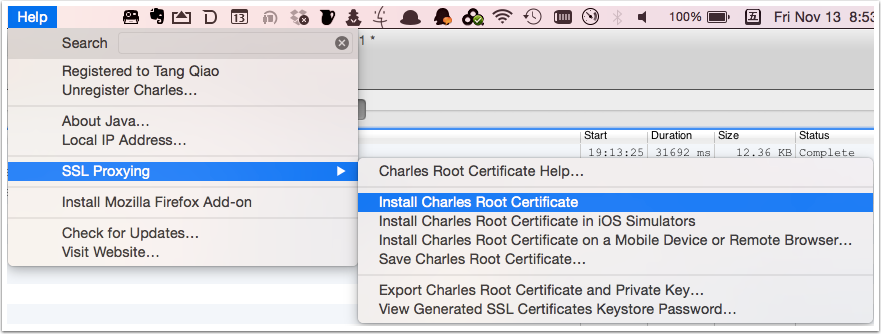 Help
13
100%
五
Fri Nov 13
8:53
Search
1 *
Registered to Tang Qiao
Unregister Charles…
About Java…
Local IP Address…
Start Duration Size Status
19:13:25 31692 ms 12.36 KB Complete
SSL Proxying
Charles Root Certificate Help…
Install Mozilla Firefox Add-on
Install Charles Root Certificate
Install Charles Root Certificate in iOS Simulators
Check for Updates…
Install Charles Root Certificate on a Mobile Device or Remote Browser…
Visit Website…
Save Charles Root Certificate…
Export Charles Root Certificate and Private Key…
View Generated SSL Certificates Keystore Password…